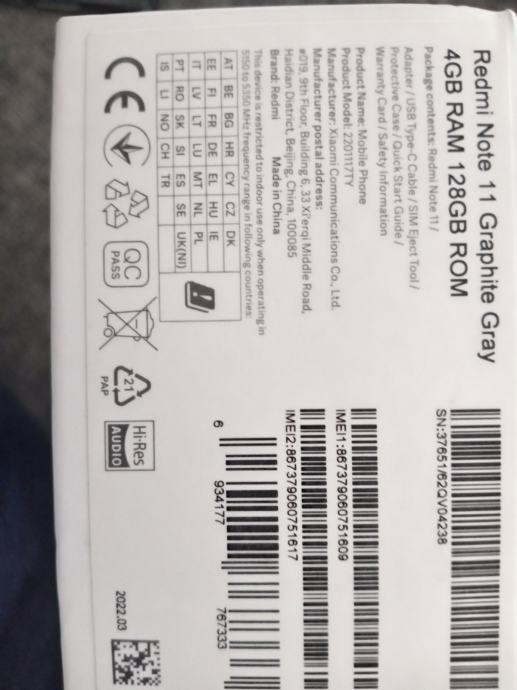 Redmi Note 11 Graphite Gray
4GB RAM 128GB ROM
Package contents: Redmi Note 11 /
Adapter / USB Type-C Cable / SIM Eject Tool /
Protective Case / Quick Start Guide /
Warranty Card / Safety Information
Product Name: Mobile Phone
Product Model: 2201117TY
Manufacturer: Xiaomi Communications Co., Ltd.
Manufacturer postal address:
#019, 9th Floor, Building 6, 33 Xi'erqi Middle Road,
Haidian District, Beijing, China, 100085
Brand: Redmi Made in China
This device is restricted to indoor use only when operating in
5150 to 5350 MHz frequency range in following countries:
AT BE BG HR CY CZ DK
EE FI FR DE EL HU IE
IT LV LT LU MT NL PL
PT RO SK SI ES SE UK(NI)
IS LI NO CH TR
CE
QC
PASS
21
PAP
Hi-Res
AUDIO
SN:37651/62QV04238
IMEI1:867379060751609
IMEI2:867379060751617
6 934177 767333
2022.03